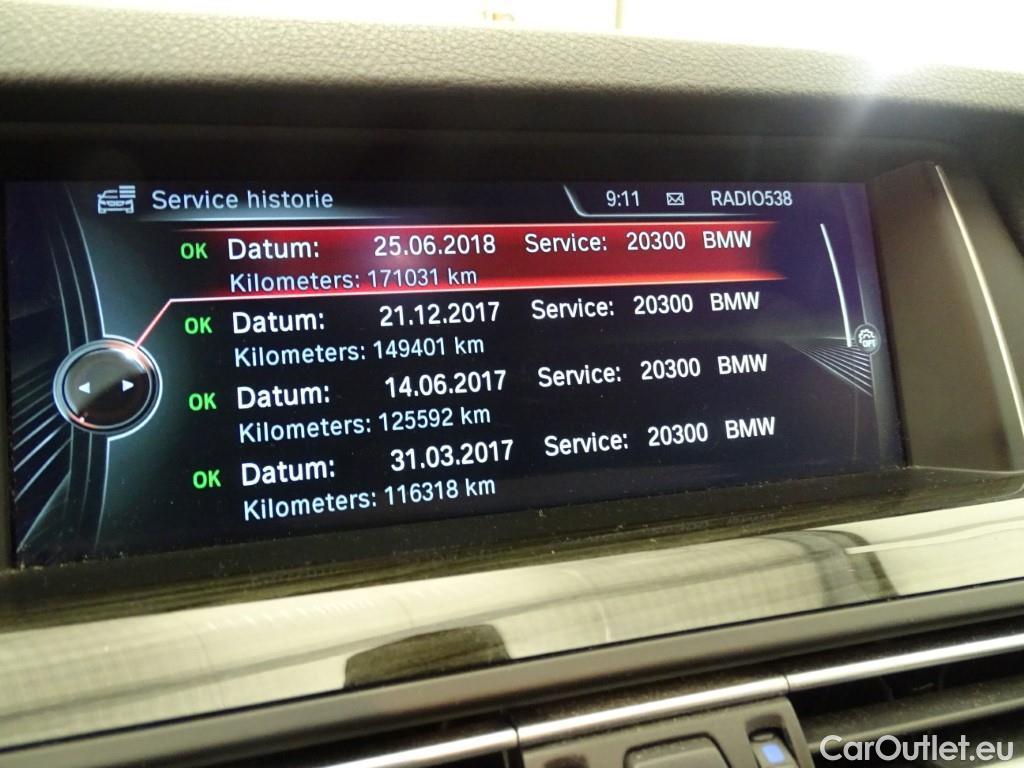 Service historie 9:11 RADIO538
OK Datum: 25.06.2018 Service: 20300 BMW
Kilometers: 171031 km
OK Datum: 21.12.2017 Service: 20300 BMW
Kilometers: 149401 km
OK Datum: 14.06.2017 Service: 20300 BMW
Kilometers: 125592 km
OK Datum: 31.03.2017 Service: 20300 BMW
Kilometers: 116318 km
OFF
CarOutlet.eu